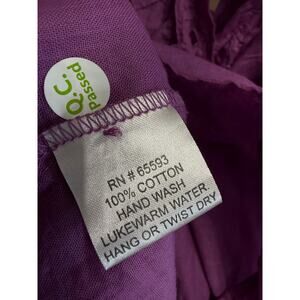 Q.C.
Passed
RN # 65593
100% COTTON
HAND WASH
LUKEWARM WATER.
HANG OR TWIST DRY